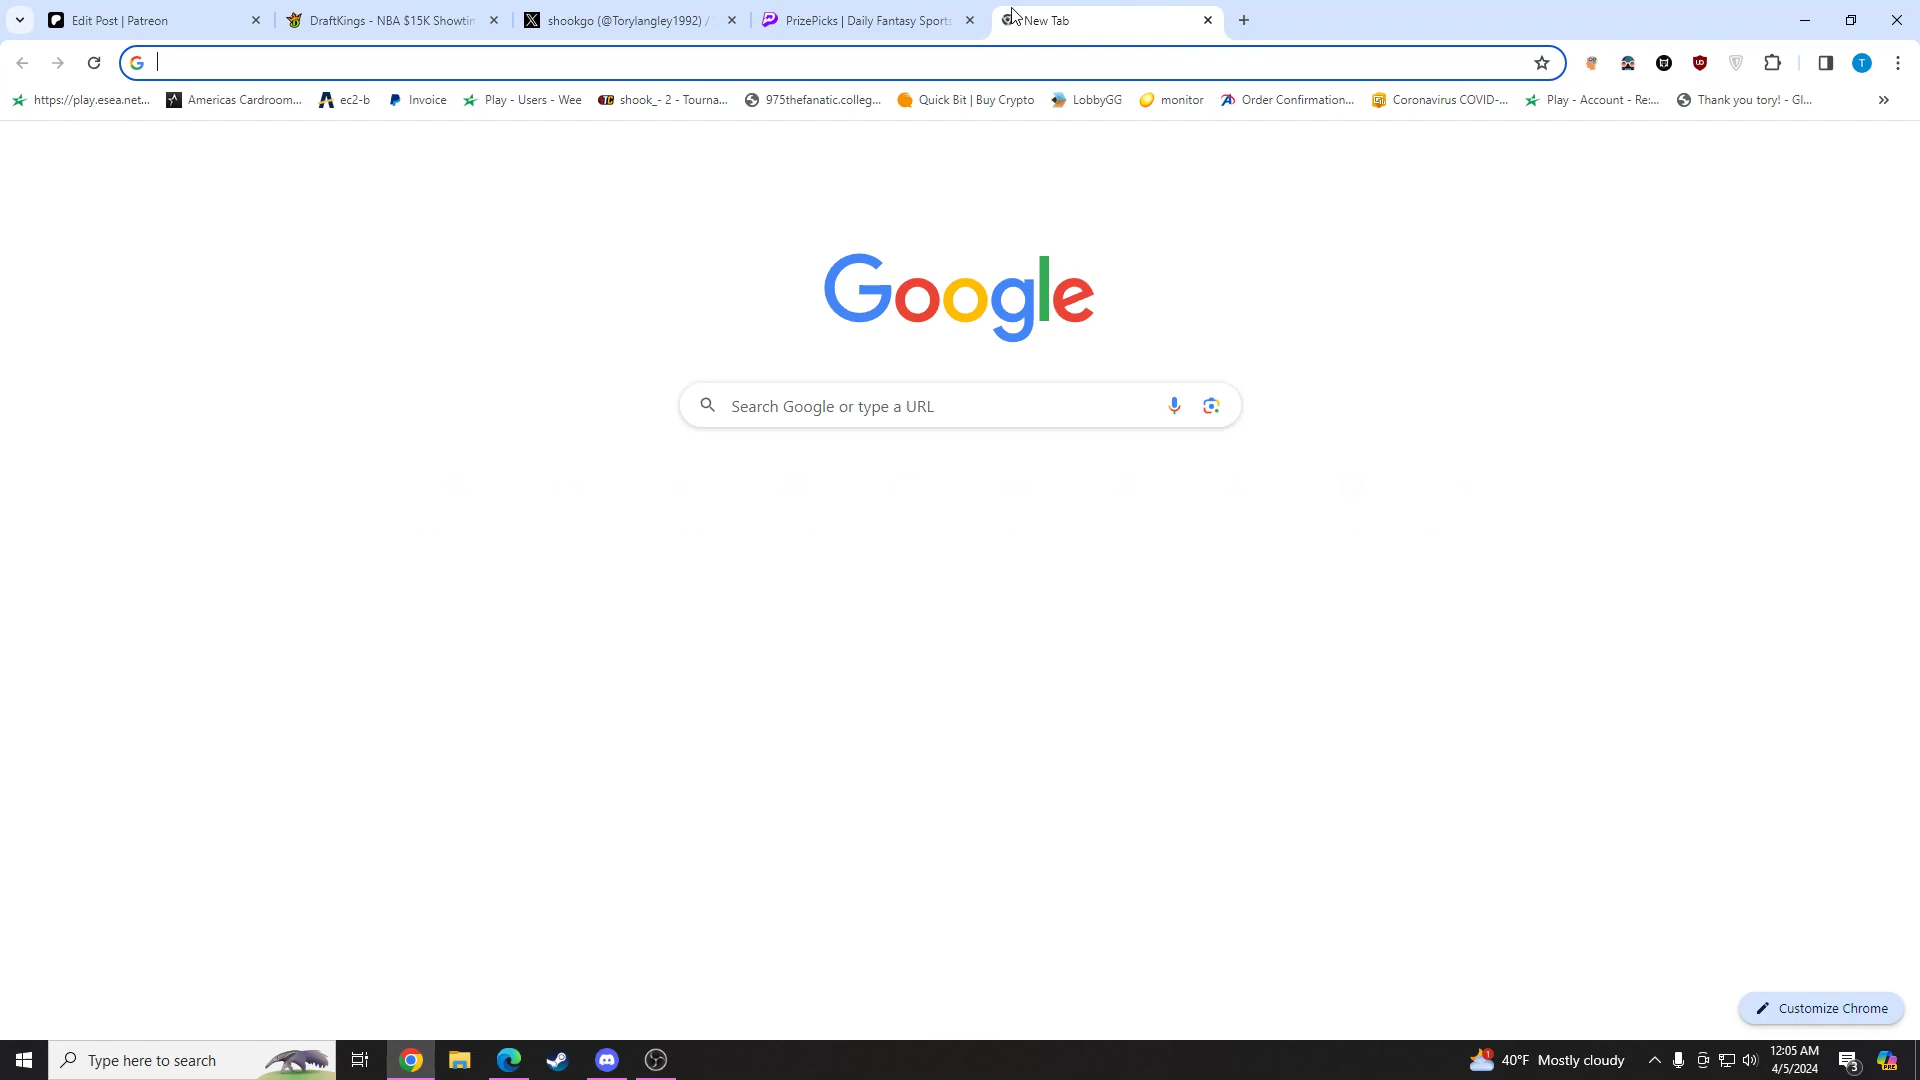 Edit Post | Patreon
DraftKings - NBA $15K Showtin
shookgo (@Torylangley1992) /
PrizePicks | Daily Fantasy Sports
New Tab
https://play.esea.net...
Americas Cardroom...
ec2-b
Invoice
Play - Users - Wee
shook_- 2 - Tourna...
975thefanatic.colleg...
Quick Bit | Buy Crypto
LobbyGG
monitor
Order Confirmation...
Coronavirus COVID-...
Play - Account - Re:...
Thank you tory! - Gl...
Google
Search Google or type a URL
Customize Chrome
Type here to search
40°F Mostly cloudy
12:05 AM
4/5/2024